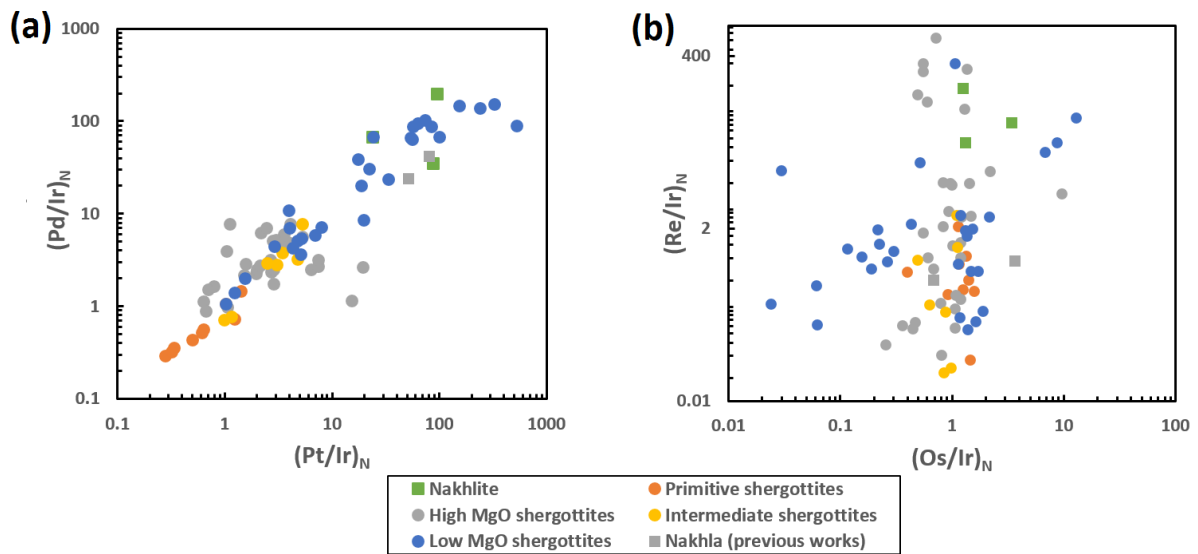 (a)
1000
100
10
1
0.1
(Pd/Ir)N
0.1 1 10 100 1000
(Pt/Ir)N
(b)
400
2
0.01
(Re/Ir)N
0.01 0.1 1 10 100
(Os/Ir)N
Nakhlite Primitive shergottites
High MgO shergottites Intermediate shergottites
Low MgO shergottites Nakhla (previous works)